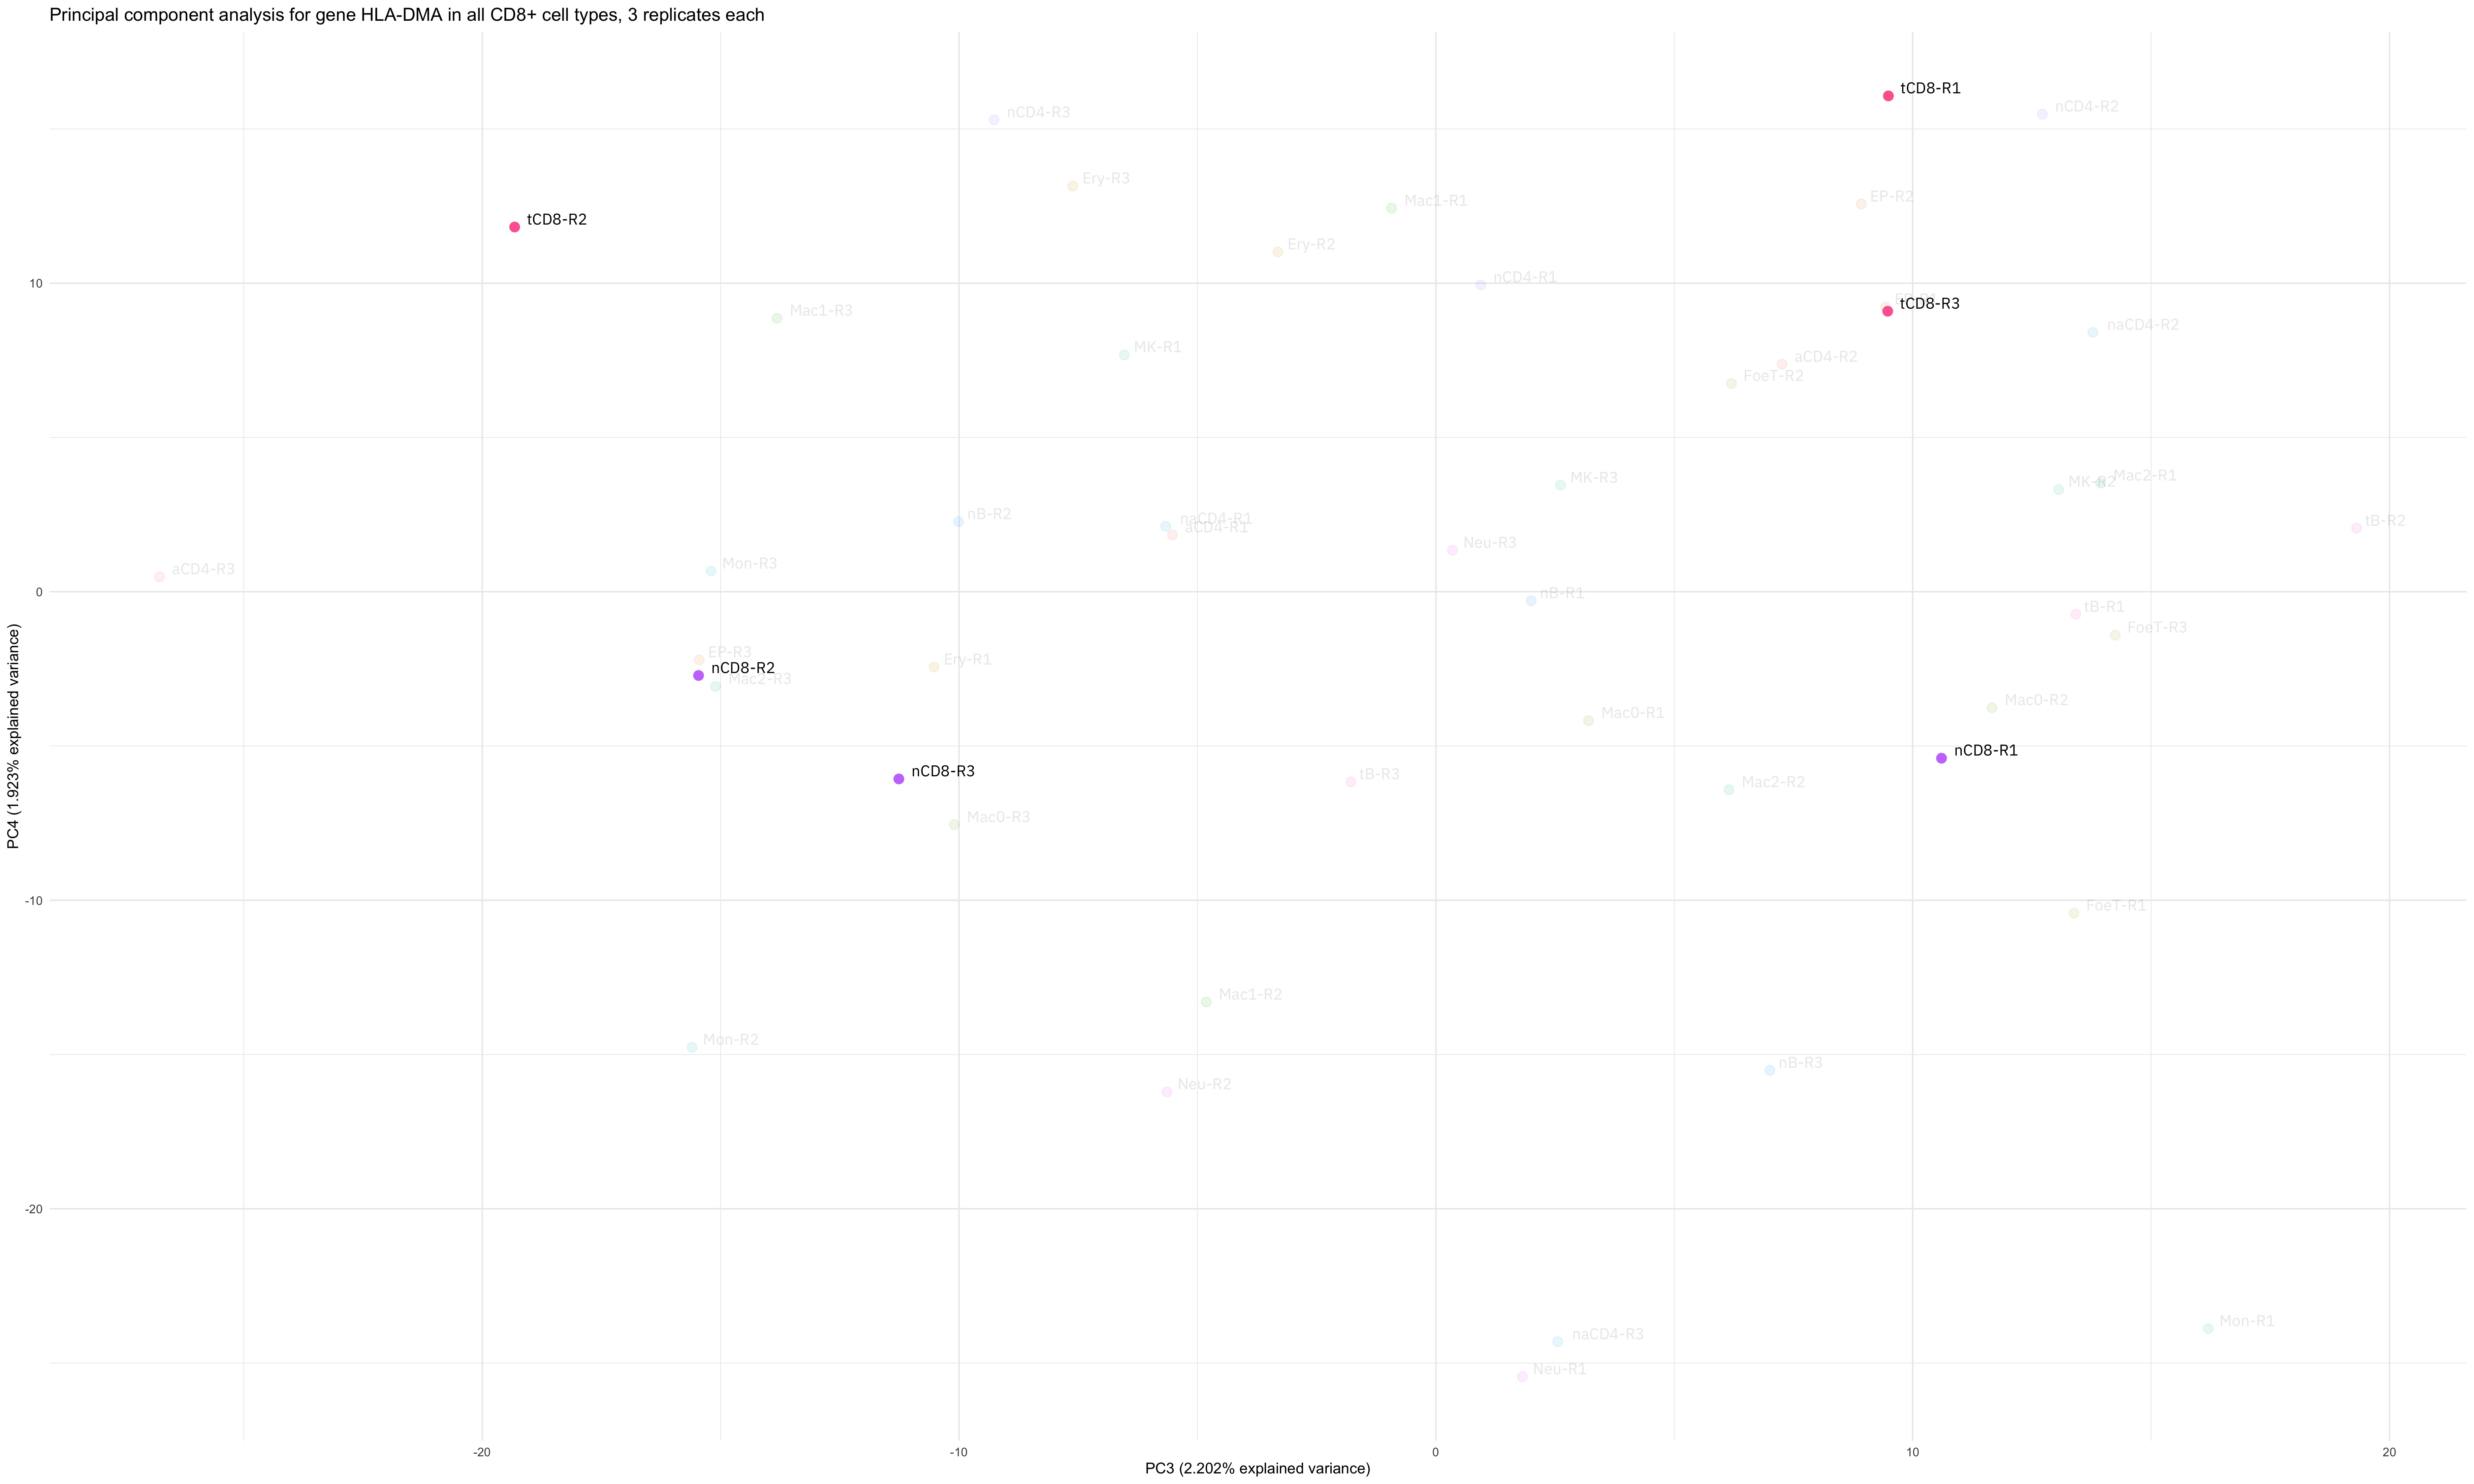 Principal component analysis for gene HLA-DMA in all CD8+ cell types, 3 replicates each
tCD8-R1
nCD4-R2
nCD4-R3
Ery-R3
EP-R2
Mac1-R1
tCD8-R2
Ery-R2
nCD4-R1
10
tCD8-R3
Mac1-R3
naCD4-R2
MK-R1
aCD4-R2
FoeT-R2
MK-R3
Mac2-R1
MK-R2
nB-R2
naCD4-R1
tB-R2
aCD4-R1
Neu-R3
Mon-R3
aCD4-R3
0
nB-R1
tB-R1
FoeT-R3
EP-R3
Ery-R1
nCD8-R2
Mac2-R3
Mac0-R2
Mac0-R1
nCD8-R1
nCD8-R3
tB-R3
Mac2-R2
Mac0-R3
-10
FoeT-R1
Mac1-R2
Mon-R2
nB-R3
Neu-R2
-20
Mon-R1
naCD4-R3
Neu-R1
-20
-10
0
10
20
PC3 (2.202% explained variance)
PC4 (1.923% explained variance)